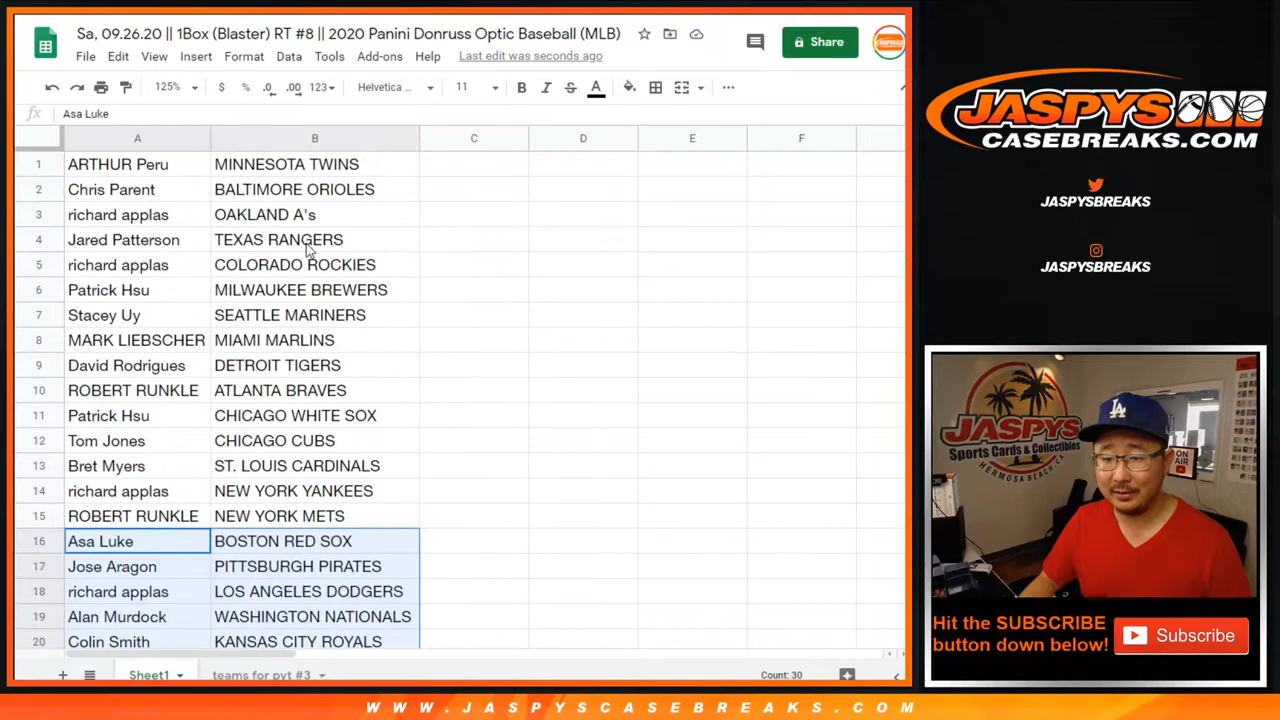 Sa, 09.26.20 || 1Box (Blaster) RT #8 || 2020 Panini Donruss Optic Baseball (MLB)
File Edit View Insert Format Data Tools Add-ons Help Last edit was seconds ago
Share
125% $ % .0 .00 123 Helvetica ... 11 B I S A
fx Asa Luke
A B C D E F
1 ARTHUR Peru MINNESOTA TWINS
2 Chris Parent BALTIMORE ORIOLES
3 richard applas OAKLAND A's
4 Jared Patterson TEXAS RANGERS
5 richard applas COLORADO ROCKIES
6 Patrick Hsu MILWAUKEE BREWERS
7 Stacey Uy SEATTLE MARINERS
8 MARK LIEBSCHER MIAMI MARLINS
9 David Rodrigues DETROIT TIGERS
10 ROBERT RUNKLE ATLANTA BRAVES
11 Patrick Hsu CHICAGO WHITE SOX
12 Tom Jones CHICAGO CUBS
13 Bret Myers ST. LOUIS CARDINALS
14 richard applas NEW YORK YANKEES
15 ROBERT RUNKLE NEW YORK METS
16 Asa Luke BOSTON RED SOX
17 Jose Aragon PITTSBURGH PIRATES
18 richard applas LOS ANGELES DODGERS
19 Alan Murdock WASHINGTON NATIONALS
20 Colin Smith KANSAS CITY ROYALS
Sheet1 teams for pyt #3 Count: 30
JASPYS
CASEBREAKS.COM
JASPYSBREAKS
JASPYSBREAKS
JASPYS
Sports Cards & Collectibles
HERMOSA BEACH, CA
LA
ON AIR
Hit the SUBSCRIBE
button down below!
Subscribe
WWW.JASPYSCASEBREAKS.COM